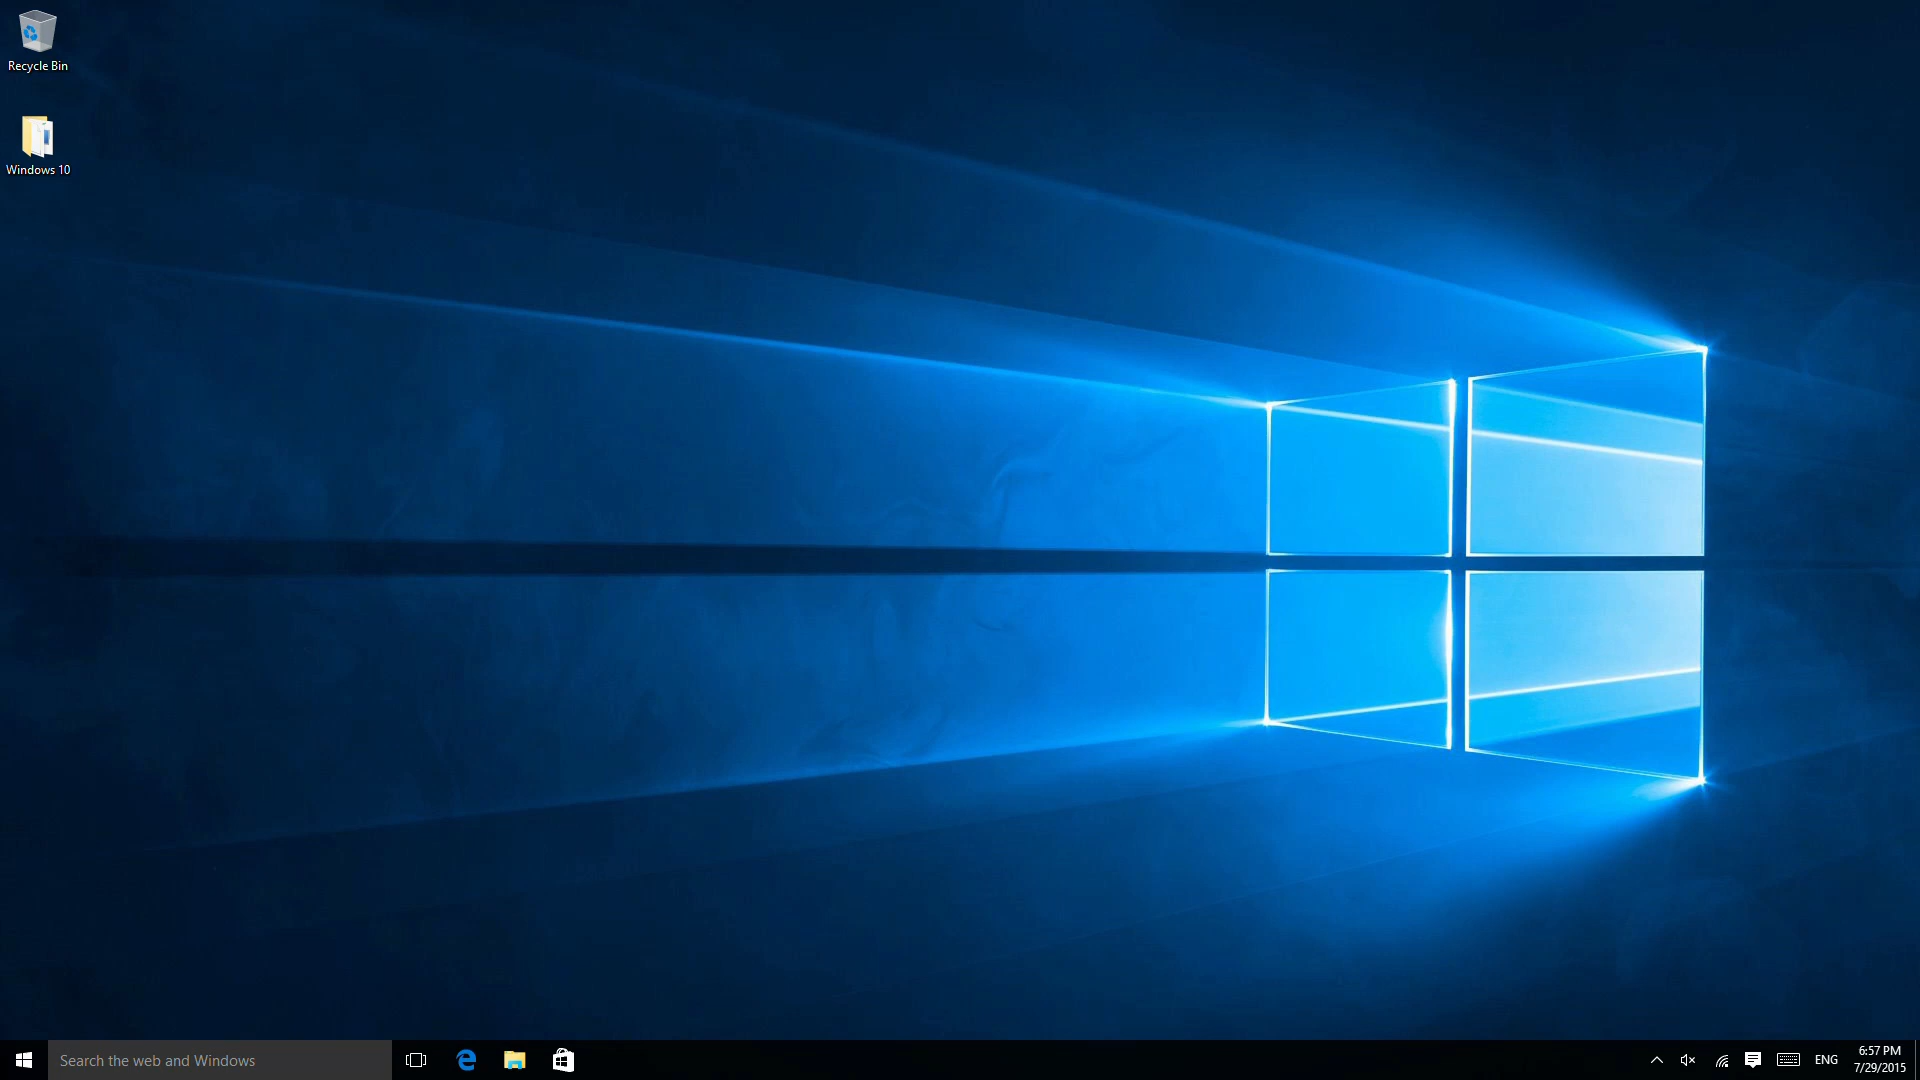 Recycle Bin
Windows 10
Search the web and Windows
ENG
6:57 PM
7/29/2015